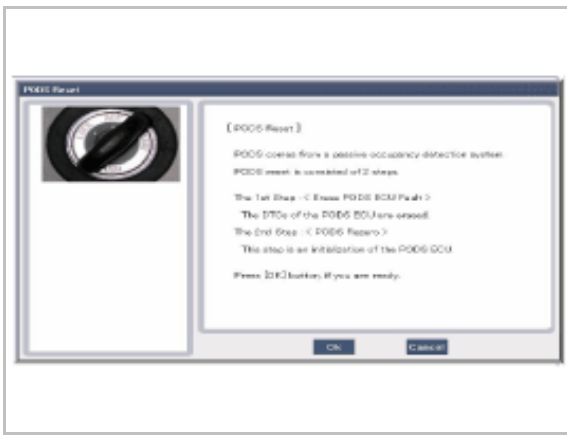 PODS Reset
[ PODS Reset ]
PODS comes from a passive occupancy detection system.
PODS reset is consisted of 2 steps.
The 1st Step : < Erase PODS ECU Fault >
The DTCs of the PODS ECU are erased.
The 2nd Step : < PODS Rezero >
This step is an initialization of the PODS ECU.
Press [OK] button, if you are ready.
Ok
Cancel